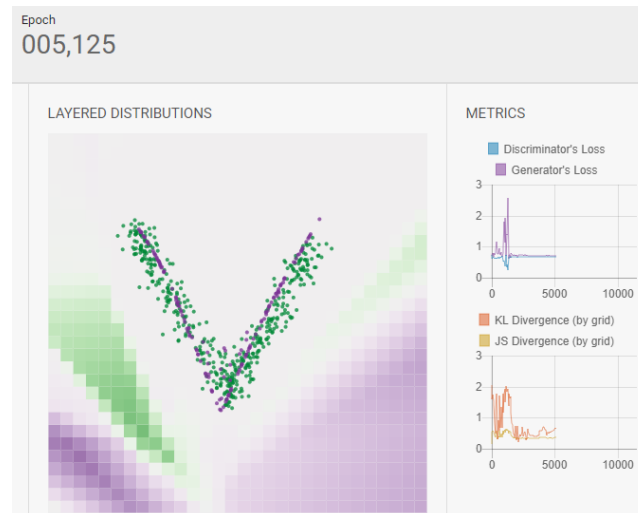 Epoch
005,125
LAYERED DISTRIBUTIONS
METRICS
Discriminator's Loss
Generator's Loss
3
2
1
0
0 5000 10000
KL Divergence (by grid)
JS Divergence (by grid)
3
2
1
0
0 5000 10000